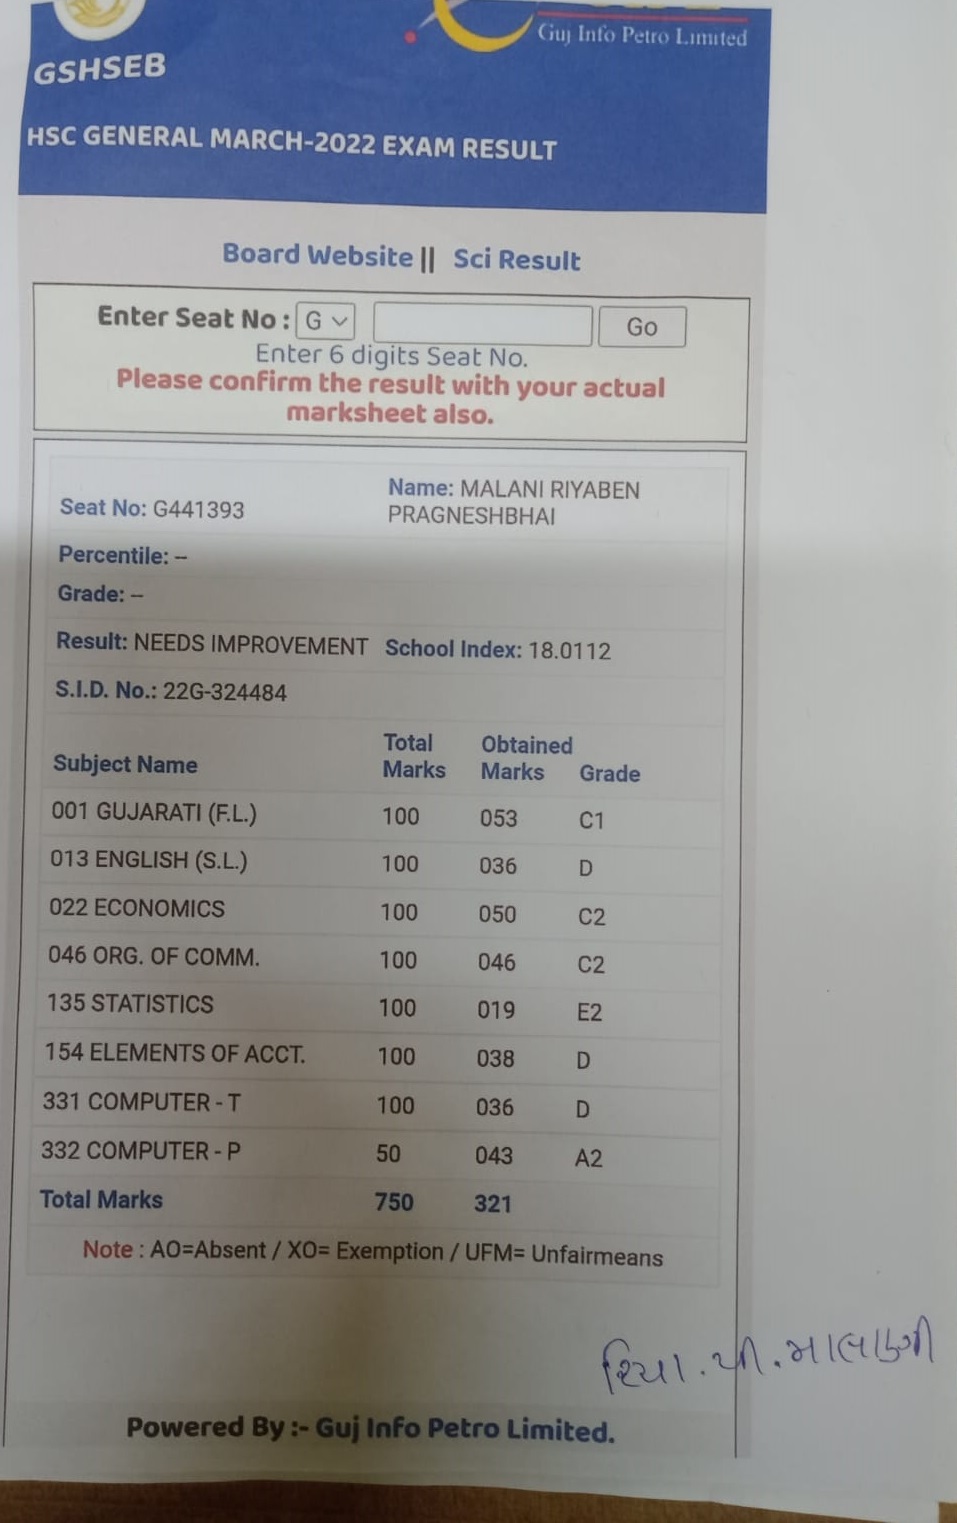 Guj Info Petro Limited
GSHSEB
HSC GENERAL MARCH-2022 EXAM RESULT
Board Website || Sci Result
Enter Seat No : G Go
Enter 6 digits Seat No.
Please confirm the result with your actual
marksheet also.
Seat No: G441393 Name: MALANI RIYABEN
PRAGNESHBHAI
Percentile: --
Grade: --
Result: NEEDS IMPROVEMENT School Index: 18.0112
S.I.D. No.: 22G-324484
Subject Name Total Marks Obtained Marks Grade
001 GUJARATI (F.L.) 100 053 C1
013 ENGLISH (S.L.) 100 036 D
022 ECONOMICS 100 050 C2
046 ORG. OF COMM. 100 046 C2
135 STATISTICS 100 019 E2
154 ELEMENTS OF ACCT. 100 038 D
331 COMPUTER - T 100 036 D
332 COMPUTER - P 50 043 A2
Total Marks 750 321
Note : AO=Absent / XO= Exemption / UFM= Unfairmeans
રિયા. પી. માલાણી
Powered By :- Guj Info Petro Limited.